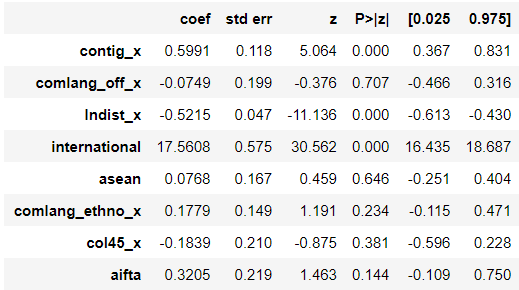 coef std err z P>|z| [0.025 0.975]
contig_x 0.5991 0.118 5.064 0.000 0.367 0.831
comlang_off_x -0.0749 0.199 -0.376 0.707 -0.466 0.316
lndist_x -0.5215 0.047 -11.136 0.000 -0.613 -0.430
international 17.5608 0.575 30.562 0.000 16.435 18.687
asean 0.0768 0.167 0.459 0.646 -0.251 0.404
comlang_ethno_x 0.1779 0.149 1.191 0.234 -0.115 0.471
col45_x -0.1839 0.210 -0.875 0.381 -0.596 0.228
aifta 0.3205 0.219 1.463 0.144 -0.109 0.750